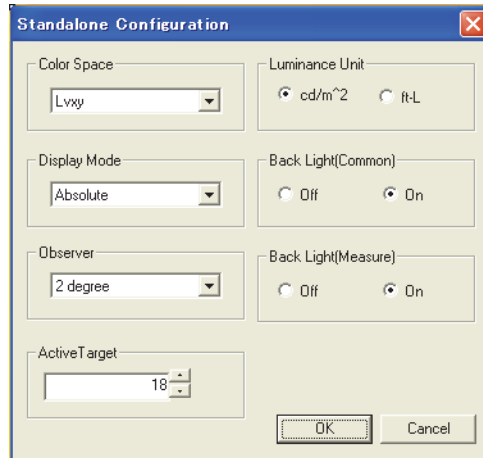 Standalone Configuration
Color Space
Lvxy
Luminance Unit
cd/m^2 ft-L
Display Mode
Absolute
Back Light(Common)
Off On
Observer
2 degree
Back Light(Measure)
Off On
ActiveTarget
18
OK Cancel